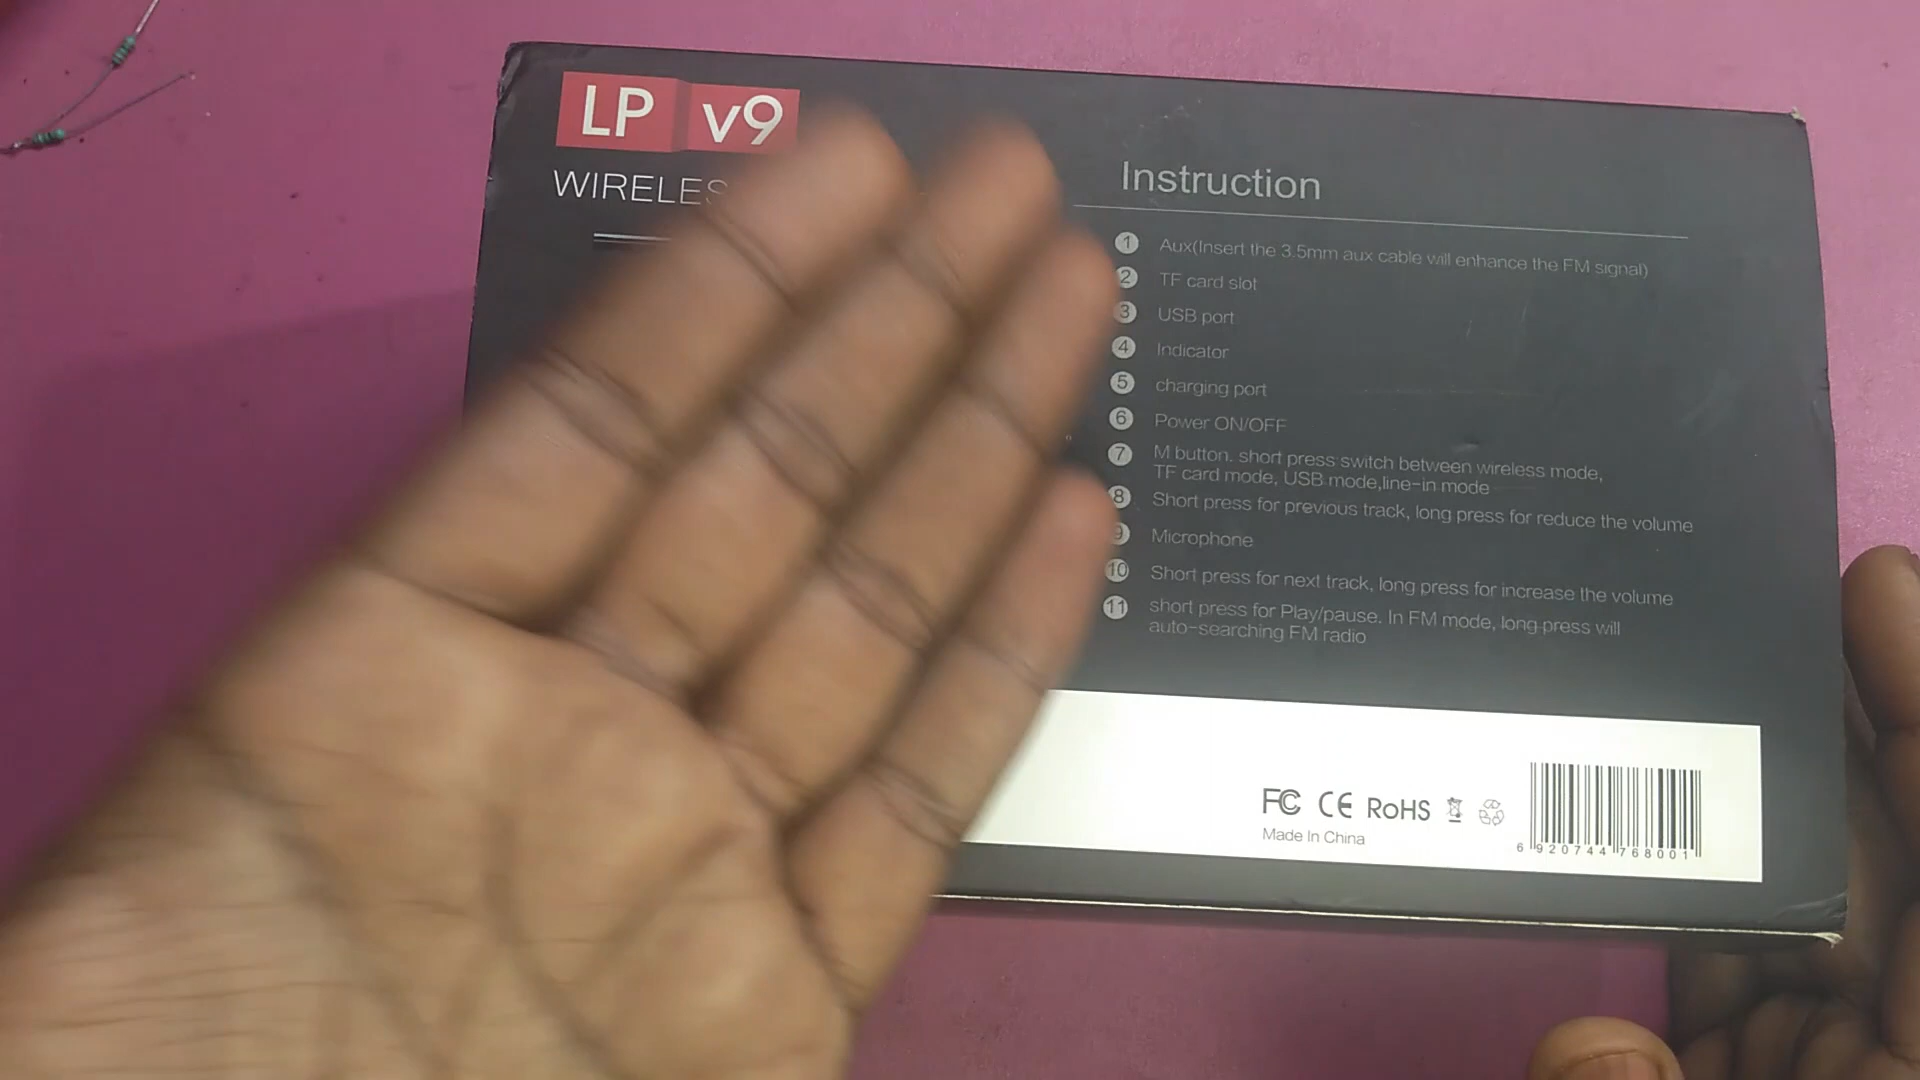 LP v9
Instruction
1 Aux(Insert the 3.5mm aux cable will enhance the FM signal)
2 TF card slot
3 USB port
4 Indicator
5 charging port
6 Power ON/OFF
7 M button. short press switch between wireless mode,
TF card mode, USB mode,line-in mode
8 Short press for previous track, long press for reduce the volume
9 Microphone
10 Short press for next track, long press for increase the volume
11 short press for Play/pause. In FM mode, long press will
auto-searching FM radio
FC CE RoHS
Made In China
6 920744 768001